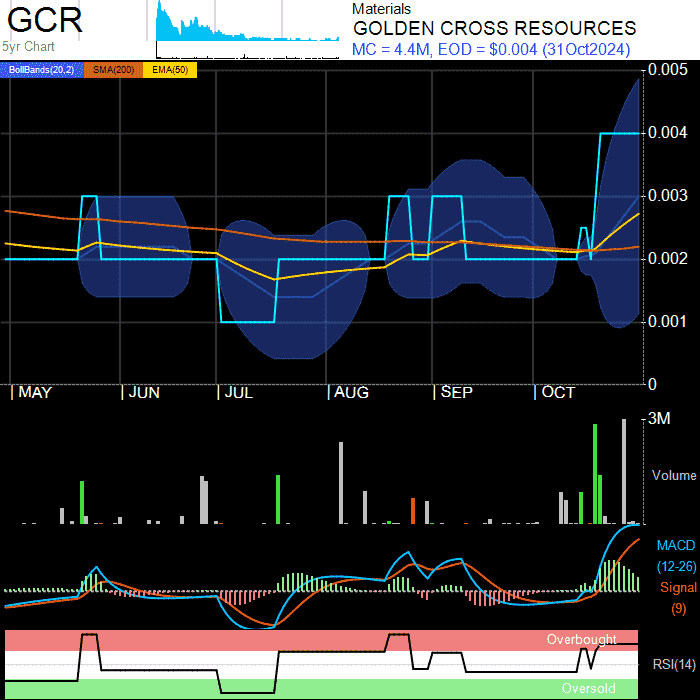 GCR
5yr Chart
Materials
GOLDEN CROSS RESOURCES
MC = 4.4M, EOD = $0.004 (31Oct2024)
BollBands(20,2) SMA(200) EMA(50)
0.005
0.004
0.003
0.002
0.001
0
MAY JUN JUL AUG SEP OCT
3M
Volume
MACD
(12-26)
Signal
(9)
Overbought
RSI(14)
Oversold